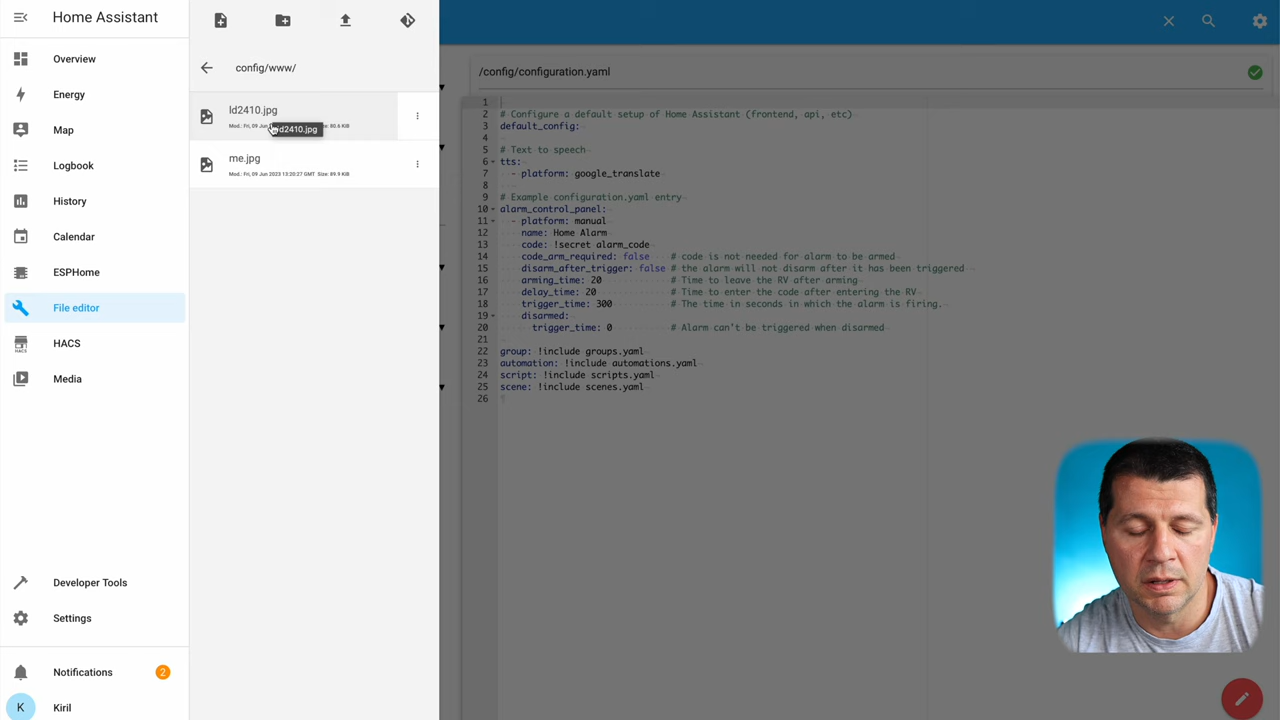 Home Assistant
Overview
Energy
Map
Logbook
History
Calendar
ESPHome
File editor
HACS
HACS
Media
Developer Tools
Settings
Notifications
2
K
Kiril
config/www/
ld2410.jpg
Mod.: Fri, 09 Jun
Size: 80.6 KiB
ld2410.jpg
me.jpg
Mod.: Fri, 09 Jun 2023 13:20:27 GMT Size: 89.9 KiB
/config/configuration.yaml
1
2 # Configure a default setup of Home Assistant (frontend, api, etc)
3 default_config:
4
5 # Text to speech
6 tts:
7 - platform: google_translate
8
9 # Example configuration.yaml entry
10 alarm_control_panel:
11 - platform: manual
12 name: Home Alarm
13 code: !secret alarm_code
14 code_arm_required: false # code is not needed for alarm to be armed
15 disarm_after_trigger: false # the alarm will not disarm after it has been triggered
16 arming_time: 20 # Time to leave the RV after arming
17 delay_time: 20 # Time to enter the code after entering the RV
18 trigger_time: 300 # The time in seconds in which the alarm is firing.
19 disarmed:
20 trigger_time: 0 # Alarm can't be triggered when disarmed
21
22 group: !include groups.yaml
23 automation: !include automations.yaml
24 script: !include scripts.yaml
25 scene: !include scenes.yaml
26